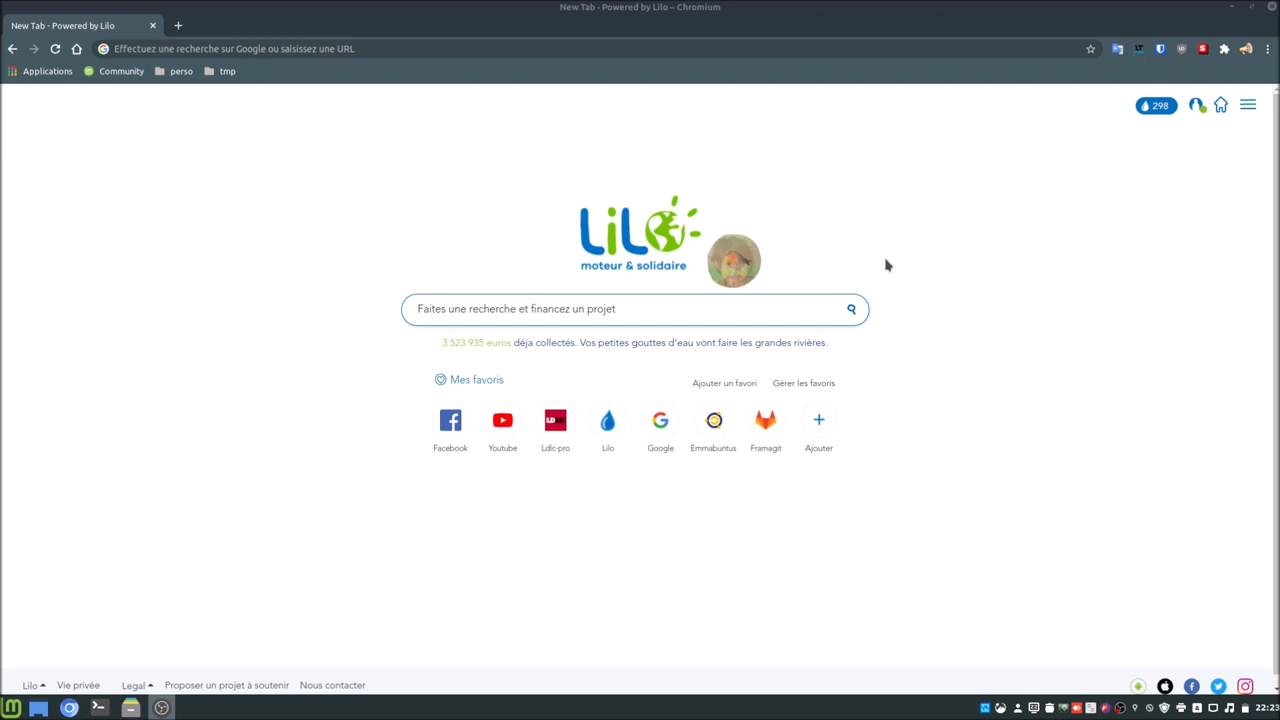 New Tab - Powered by Lilo – Chromium
New Tab - Powered by Lilo
Effectuez une recherche sur Google ou saisissez une URL
Applications Community perso tmp
298
LiLo
moteur & solidaire
Faites une recherche et financez un projet
3 523 935 euros déja collectés. Vos petites gouttes d'eau vont faire les grandes rivières.
Mes favoris Ajouter un favori Gérer les favoris
LDLC
Facebook Youtube Ldlc-pro Lilo Google Emmabuntus Framagit Ajouter
Lilo Vie privée Legal Proposer un projet à soutenir Nous contacter
22:23